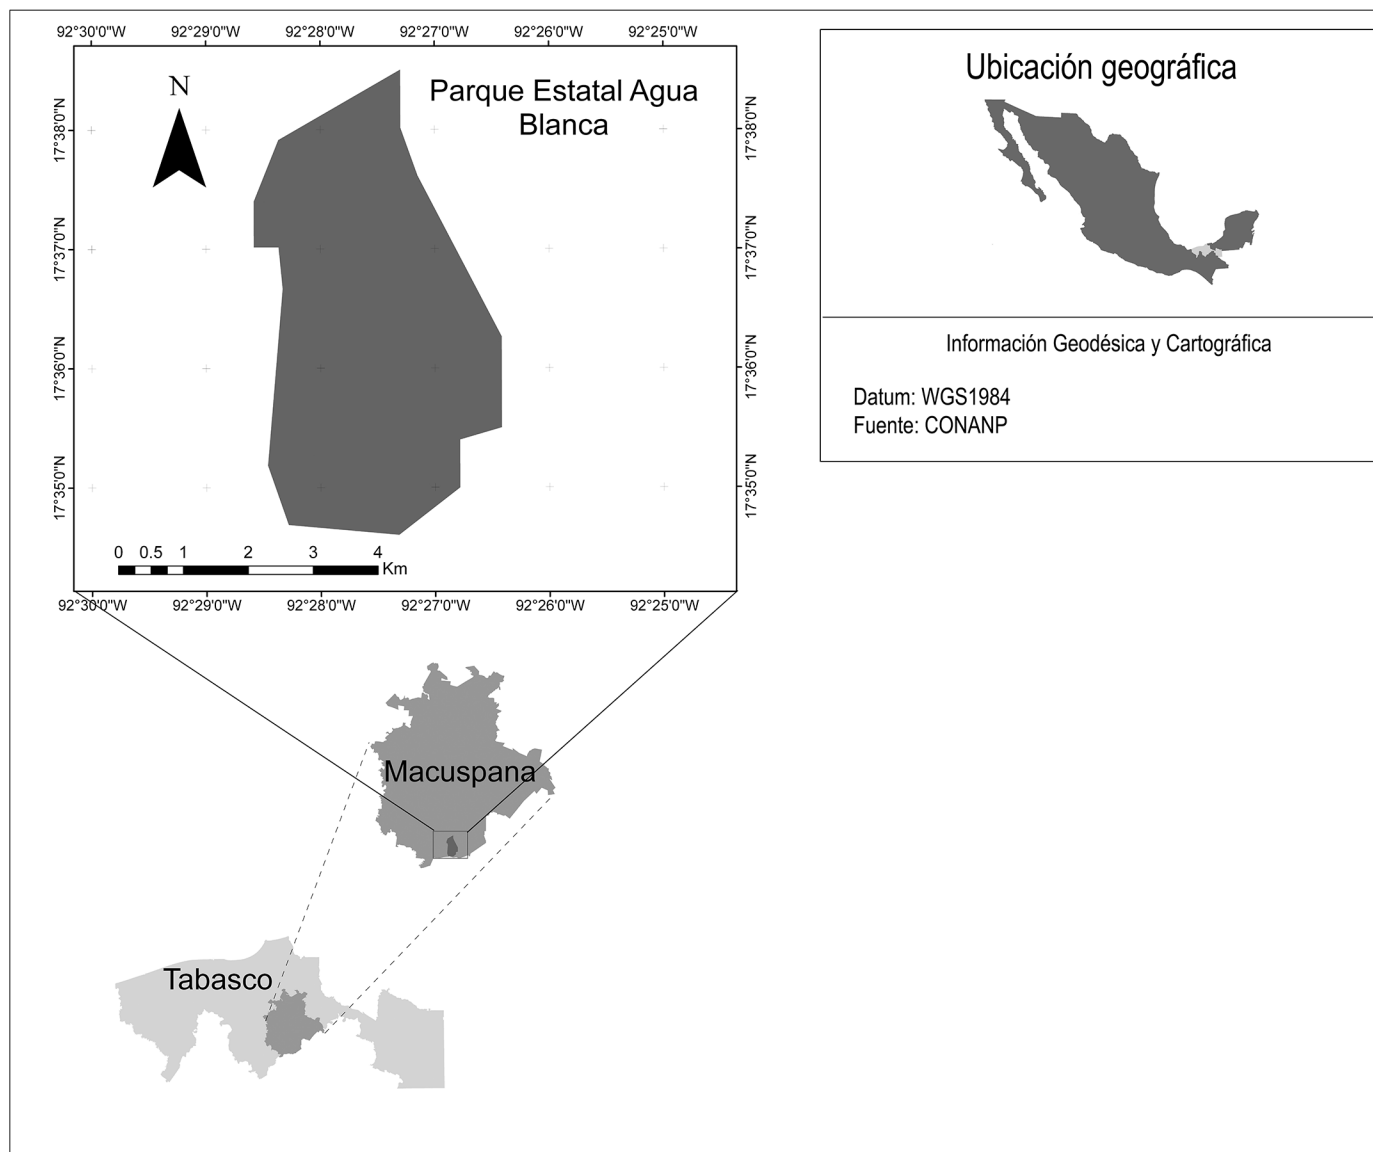 92°30'0"W 92°29'0"W 92°28'0"W 92°27'0"W 92°26'0"W 92°25'0"W
N
Parque Estatal Agua
Blanca
17°38'0"N
17°37'0"N
17°36'0"N
17°35'0"N
17°38'0"N
17°37'0"N
17°36'0"N
17°35'0"N
0 0.5 1 2 3 4
Km
92°30'0"W 92°29'0"W 92°28'0"W 92°27'0"W 92°26'0"W 92°25'0"W
Ubicación geográfica
Información Geodésica y Cartográfica
Datum: WGS1984
Fuente: CONANP
Macuspana
Tabasco